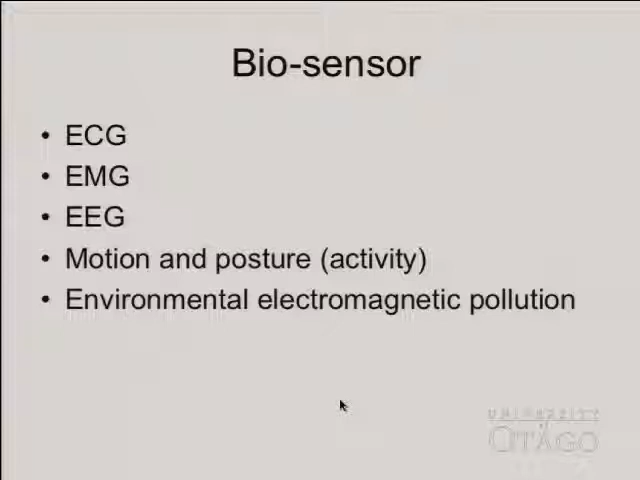 Bio-sensor
• ECG
• EMG
• EEG
• Motion and posture (activity)
• Environmental electromagnetic pollution
UNIVERSITY
OTAGO